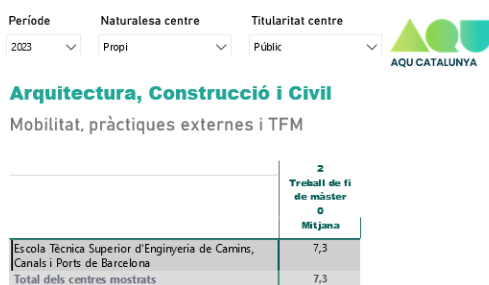 Període Naturalesa centre Titularitat centre
2023 Propi Públic
AQU
AQU CATALUNYA
Arquitectura, Construcció i Civil
Mobilitat, pràctiques externes i TFM
2
Treball de fi
de màster
0
Mitjana
Escola Tècnica Superior d'Enginyeria de Camins, 7,3
Canals i Ports de Barcelona
Total dels centres mostrats 7,3